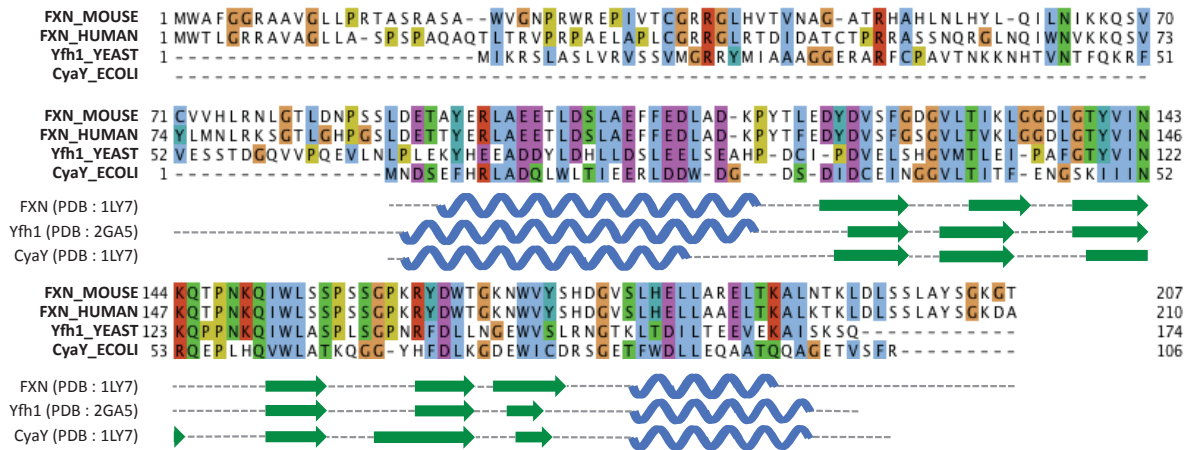 FXN_MOUSE 1 MWAFGGRAAVGLLPRTASRASA--WVGNPRWREPIVTCGRRGLHVTVNAG-ATRHAHLNLHYL-QILNIKKQSV 70
FXN_HUMAN 1 MWTLGRRAVAGLLA-SPSPAQAQTLTRVPRPAELAPLCGRRGLRTDIDATCTPRRASSNQRGLNQIWNVKKQSV 73
Yfh1_YEAST 1 -----------------------MIKRSLASLVRVSSVMGRRYMIAAAGGERARFCPAVTNKKNHTVNTFQKRF 51
CyaY_ECOLI --------------------------------------------------------------------------
FXN_MOUSE 71 CVVHLRNLGTLDNPSSLDETAYERLAEETLDSLAEFFEDLAD-KPYTLEDYDVSFGDGVLTIKLGGDLGTYVIN 143
FXN_HUMAN 74 YLMNLRKSGTLGHPGSLDETTYERLAEETLDSLAEFFEDLAD-KPYTFEDYDVSFGSGVLTVKLGGDLGTYVIN 146
Yfh1_YEAST 52 VESSTDGQVVPQEVLNLPLEKYHEEADDYLDHLLDSLEELSEAHP-DCI-PDVELSHGVMTLEI-PAFGTYVIN 122
CyaY_ECOLI 1 ----------------MNDSEFHRLADQLWLTIEERLDDW-DG---DS-DIDCEINGGVLTITF-ENGSKIIIN 52
FXN (PDB : 1LY7)
Yfh1 (PDB : 2GA5)
CyaY (PDB : 1LY7)
FXN_MOUSE 144 KQTPNKQIWLSSPSSGPKRYDWTGKNWVYSHDGVSLHELLARELTKALNTKLDLSSLAYSGKGT 207
FXN_HUMAN 147 KQTPNKQIWLSSPSSGPKRYDWTGKNWVYSHDGVSLHELLAAELTKALKTKLDLSSLAYSGKDA 210
Yfh1_YEAST 123 KQPPNKQIWLASPLSGPNRFDLLNGEWVSLRNGTKLTDILTEEVEKALSKSQ------------ 174
CyaY_ECOLI 53 RQEPLHQVWLATKQGG-YHFDLKGDEWICDRSGETFWDLLEQAATQQAGETVSFR--------- 106
FXN (PDB : 1LY7)
Yfh1 (PDB : 2GA5)
CyaY (PDB : 1LY7)